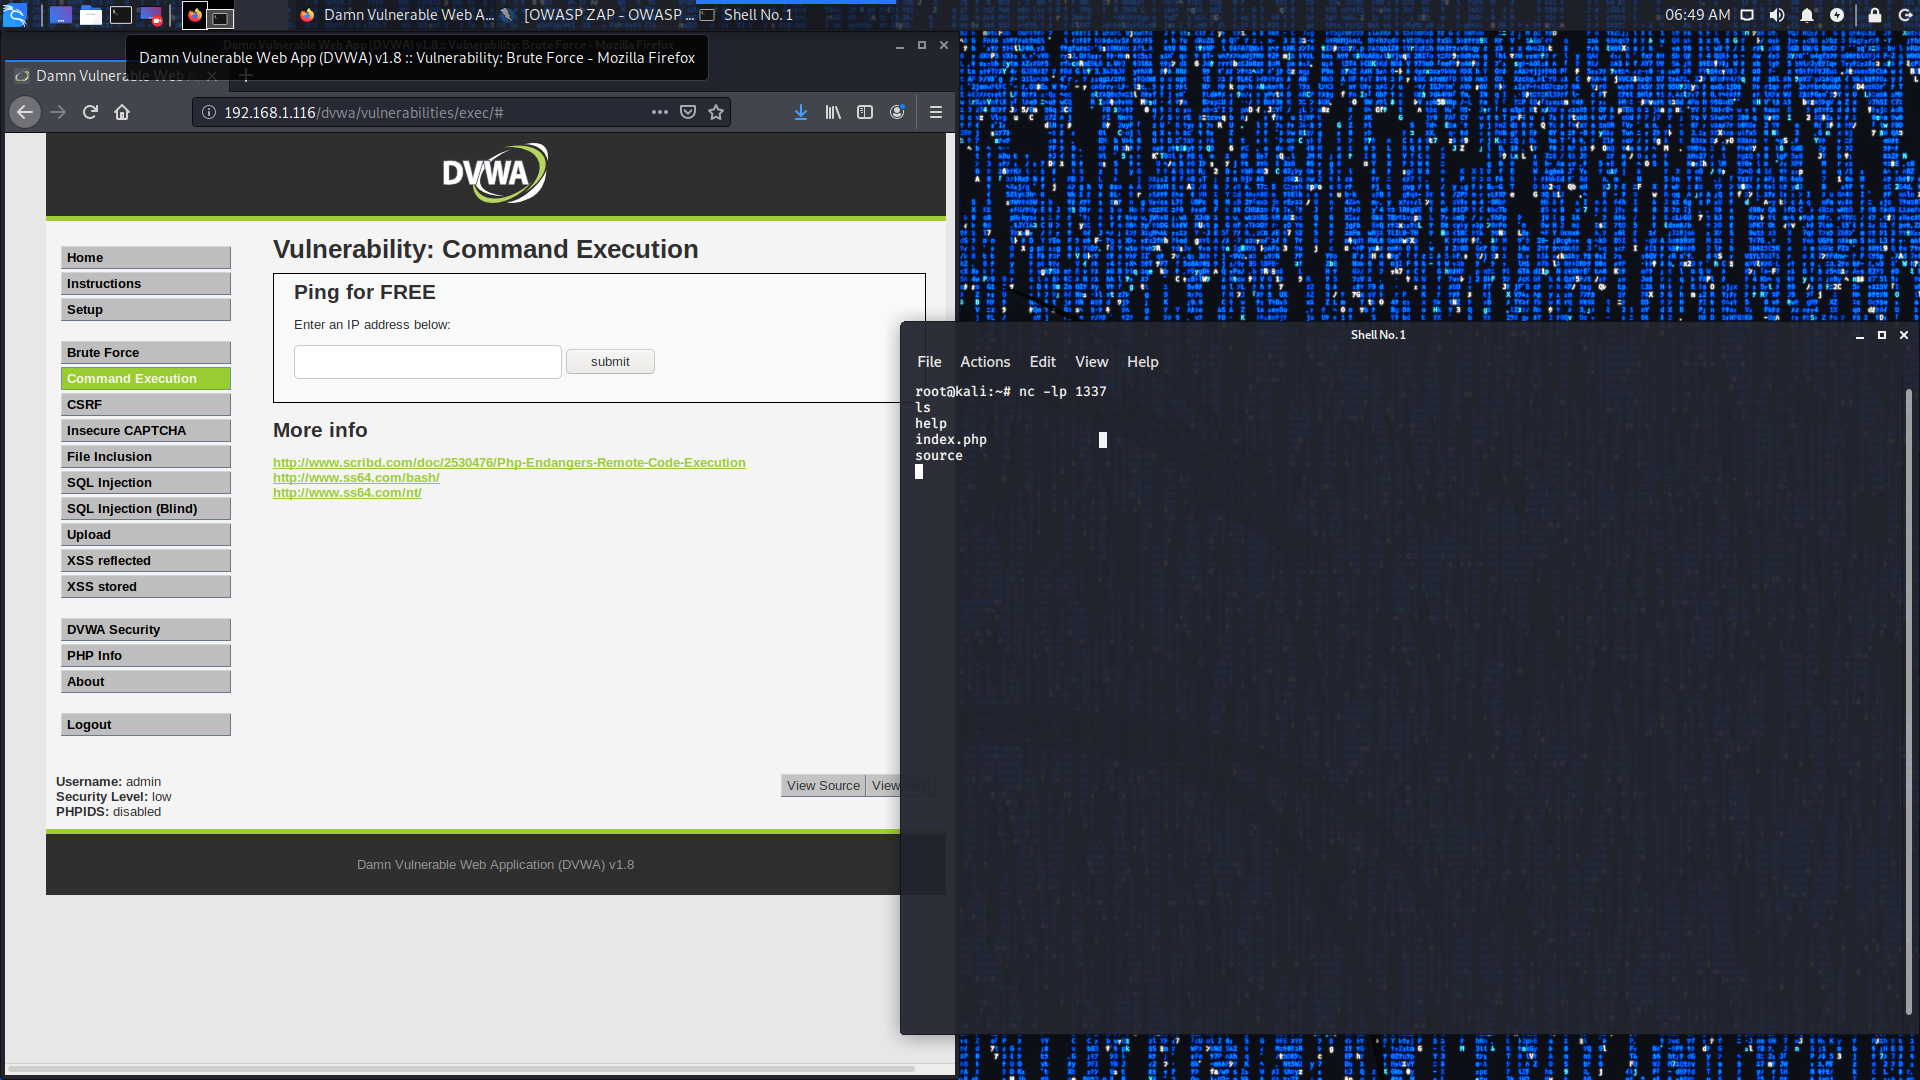 Damn Vulnerable Web A...
[OWASP ZAP - OWASP ...
Shell No. 1
06:49 AM
Damn Vulnerable Web App (DVWA) v1.8 :: Vulnerability: Brute Force - Mozilla Firefox
Damn Vulnerable Web A
192.168.1.116/dvwa/vulnerabilities/exec/#
DVWA
Home
Instructions
Setup
Brute Force
Command Execution
CSRF
Insecure CAPTCHA
File Inclusion
SQL Injection
SQL Injection (Blind)
Upload
XSS reflected
XSS stored
DVWA Security
PHP Info
About
Logout
Vulnerability: Command Execution
Ping for FREE
Enter an IP address below:
submit
More info
http://www.scribd.com/doc/2530476/Php-Endangers-Remote-Code-Execution
http://www.ss64.com/bash/
http://www.ss64.com/nt/
Username: admin
Security Level: low
PHPIDS: disabled
View Source
View
Damn Vulnerable Web Application (DVWA) v1.8
Shell No. 1
File Actions Edit View Help
root@kali:~# nc -lp 1337
ls
help
index.php
source